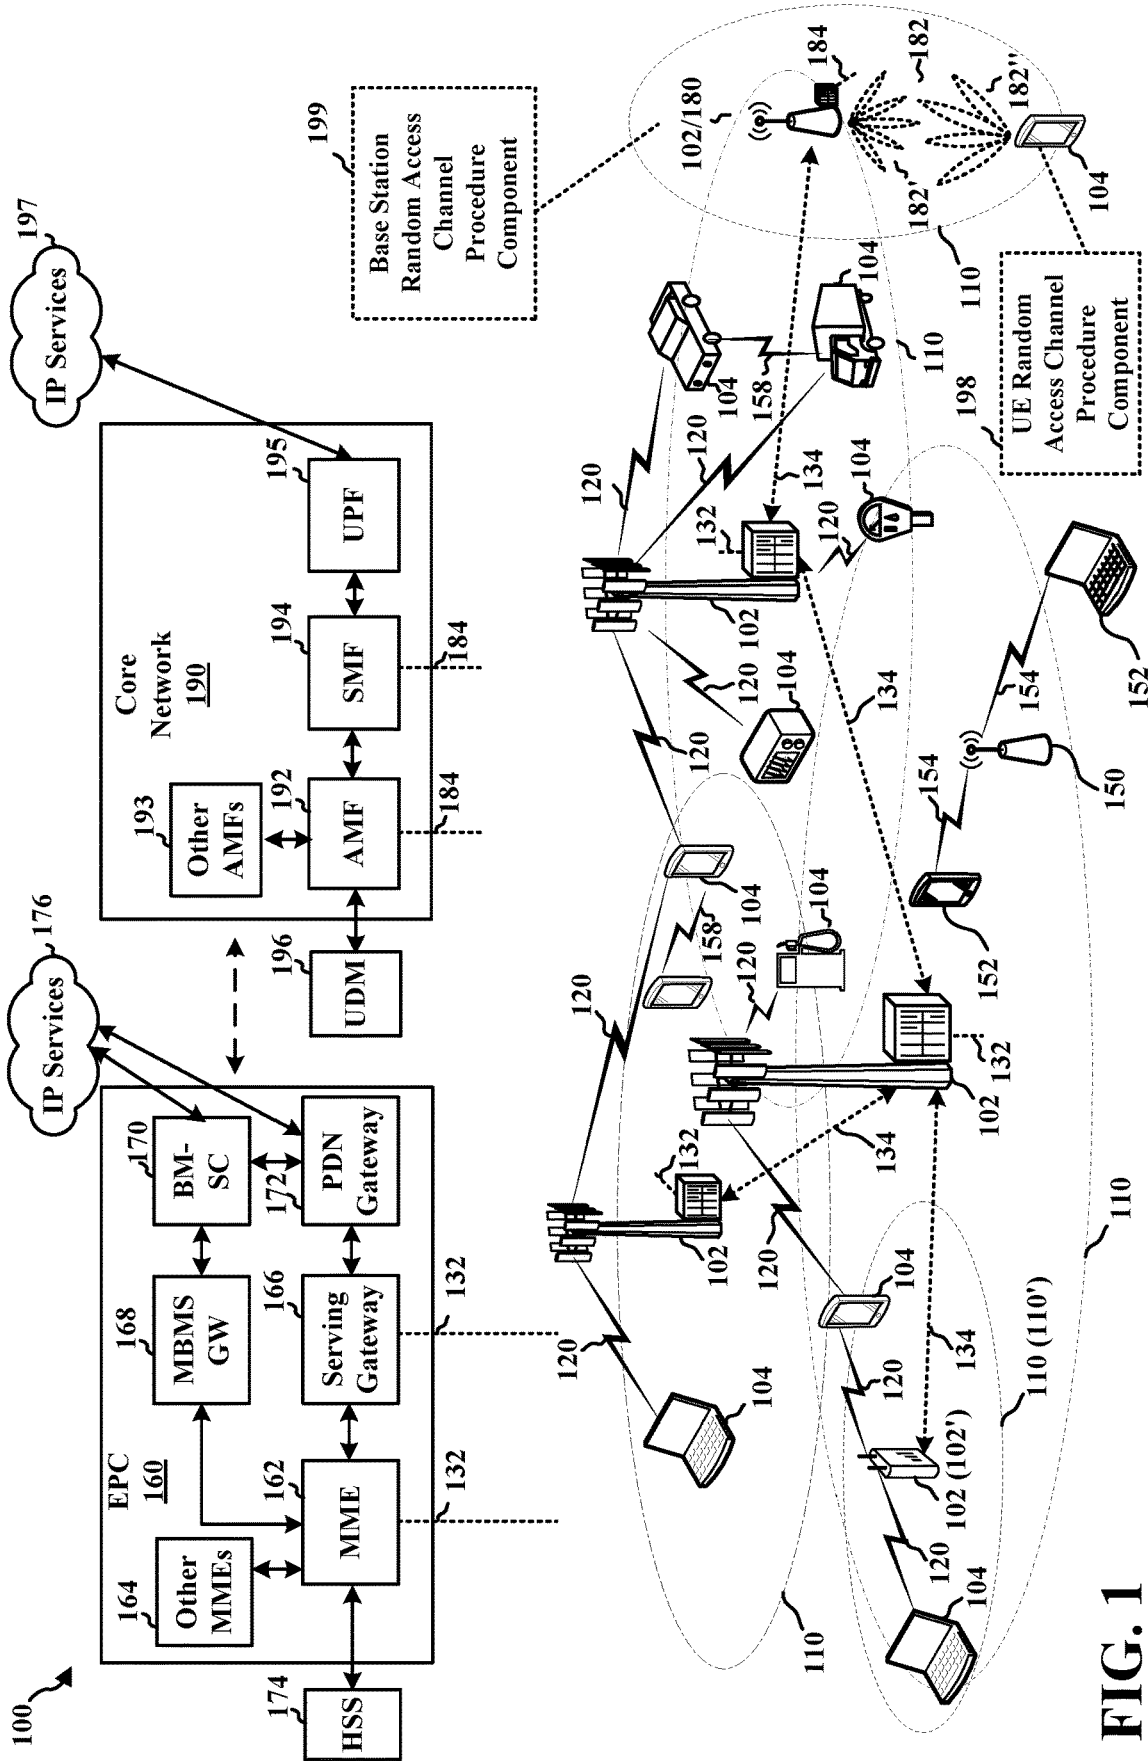 100
EPC
160
164
Other
MMEs
162
MME
168
MBMS
GW
166
Serving
Gateway
170
BM-
SC
172
PDN
Gateway
174
HSS
132
132
176
IP Services
Core
Network
190
193
Other
AMFs
192
AMF
194
SMF
195
UPF
196
UDM
184
184
197
IP Services
199
Base Station
Random Access
Channel
Procedure
Component
120
104
102
132
120
158
104
120
120
104
120
102
132
120
104
158
104
120
134
120
104
110
102/180
184
182
182'
182''
104
110
198
UE Random
Access Channel
Procedure
Component
110
104
120
102 (102')
120
104
134
110 (110')
120
134
102
132
120
104
134
152
154
150
154
152
110
FIG. 1